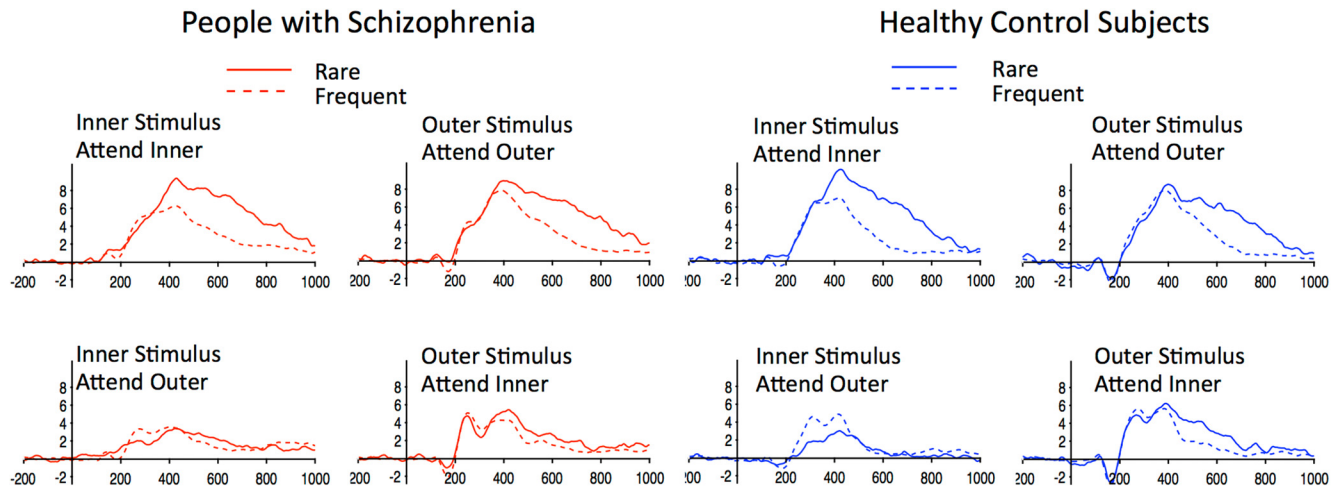 People with Schizophrenia
Healthy Control Subjects
Rare
Frequent
Rare
Frequent
Inner Stimulus
Attend Inner
8
6
4
2
-200 -2 200 400 600 800 1000
Outer Stimulus
Attend Outer
8
6
4
2
200 -2 200 400 600 800 1000
Inner Stimulus
Attend Inner
8
6
4
2
-200 -2 200 400 600 800 1000
Outer Stimulus
Attend Outer
8
6
4
2
200 -2 200 400 600 800 1000
Inner Stimulus
Attend Outer
8
6
4
2
-200 -2 200 400 600 800 1000
Outer Stimulus
Attend Inner
8
6
4
2
200 -2 200 400 600 800 1000
Inner Stimulus
Attend Outer
8
6
4
2
-200 -2 200 400 600 800 1000
Outer Stimulus
Attend Inner
8
6
4
2
200 -2 200 400 600 800 1000